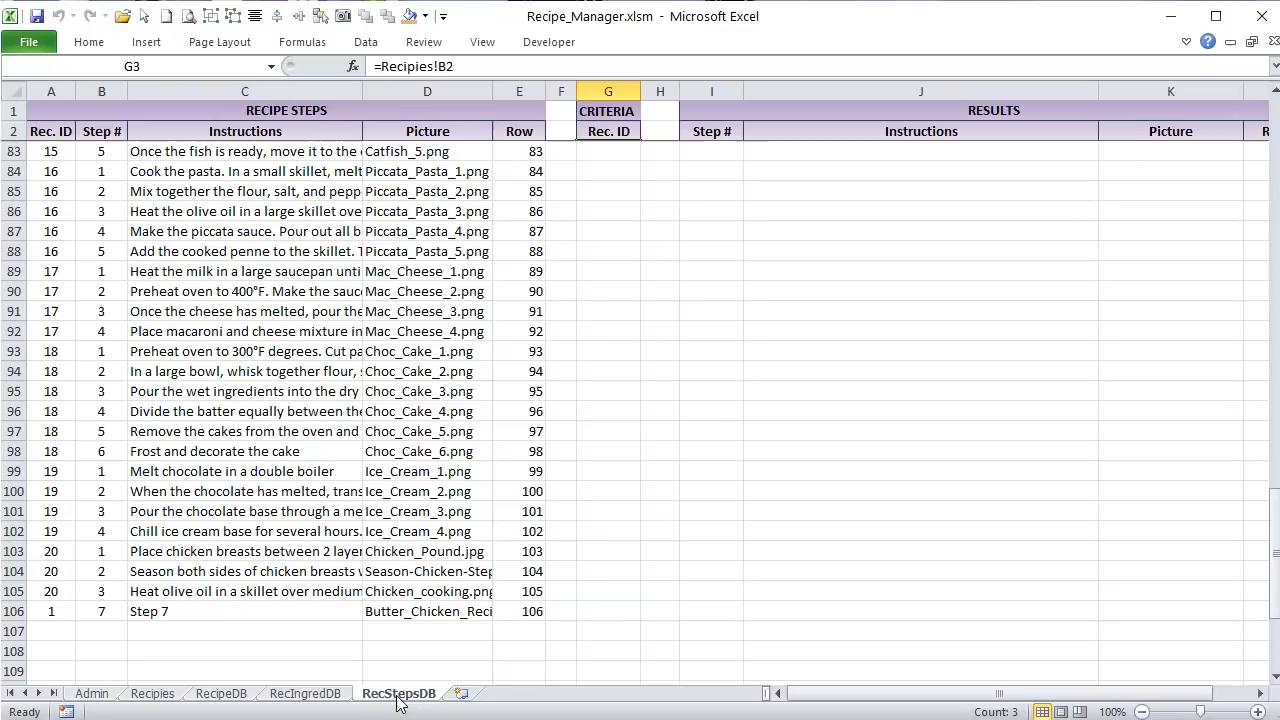 Recipe_Manager.xlsm - Microsoft Excel
File Home Insert Page Layout Formulas Data Review View Developer
G3 fx =Recipies!B2
A B C D E F G H I J K
1 RECIPE STEPS CRITERIA RESULTS
2 Rec. ID Step # Instructions Picture Row Rec. ID Step # Instructions Picture R
83 15 5 Once the fish is ready, move it to the Catfish_5.png 83
84 16 1 Cook the pasta. In a small skillet, melt Piccata_Pasta_1.png 84
85 16 2 Mix together the flour, salt, and pepp Piccata_Pasta_2.png 85
86 16 3 Heat the olive oil in a large skillet ove Piccata_Pasta_3.png 86
87 16 4 Make the piccata sauce. Pour out all b Piccata_Pasta_4.png 87
88 16 5 Add the cooked penne to the skillet. Piccata_Pasta_5.png 88
89 17 1 Heat the milk in a large saucepan unti Mac_Cheese_1.png 89
90 17 2 Preheat oven to 400°F. Make the sauc Mac_Cheese_2.png 90
91 17 3 Once the cheese has melted, pour the Mac_Cheese_3.png 91
92 17 4 Place macaroni and cheese mixture in Mac_Cheese_4.png 92
93 18 1 Preheat oven to 300°F degrees. Cut pa Choc_Cake_1.png 93
94 18 2 In a large bowl, whisk together flour, Choc_Cake_2.png 94
95 18 3 Pour the wet ingredients into the dry Choc_Cake_3.png 95
96 18 4 Divide the batter equally between the Choc_Cake_4.png 96
97 18 5 Remove the cakes from the oven and Choc_Cake_5.png 97
98 18 6 Frost and decorate the cake Choc_Cake_6.png 98
99 19 1 Melt chocolate in a double boiler Ice_Cream_1.png 99
100 19 2 When the chocolate has melted, trans Ice_Cream_2.png 100
101 19 3 Pour the chocolate base through a me Ice_Cream_3.png 101
102 19 4 Chill ice cream base for several hours. Ice_Cream_4.png 102
103 20 1 Place chicken breasts between 2 layer Chicken_Pound.jpg 103
104 20 2 Season both sides of chicken breasts Season-Chicken-Step 104
105 20 3 Heat olive oil in a skillet over medium Chicken_cooking.png 105
106 1 7 Step 7 Butter_Chicken_Reci 106
107
108
109
Admin Recipies RecipeDB RecIngredDB RecStepsDB
Ready Count: 3 100%